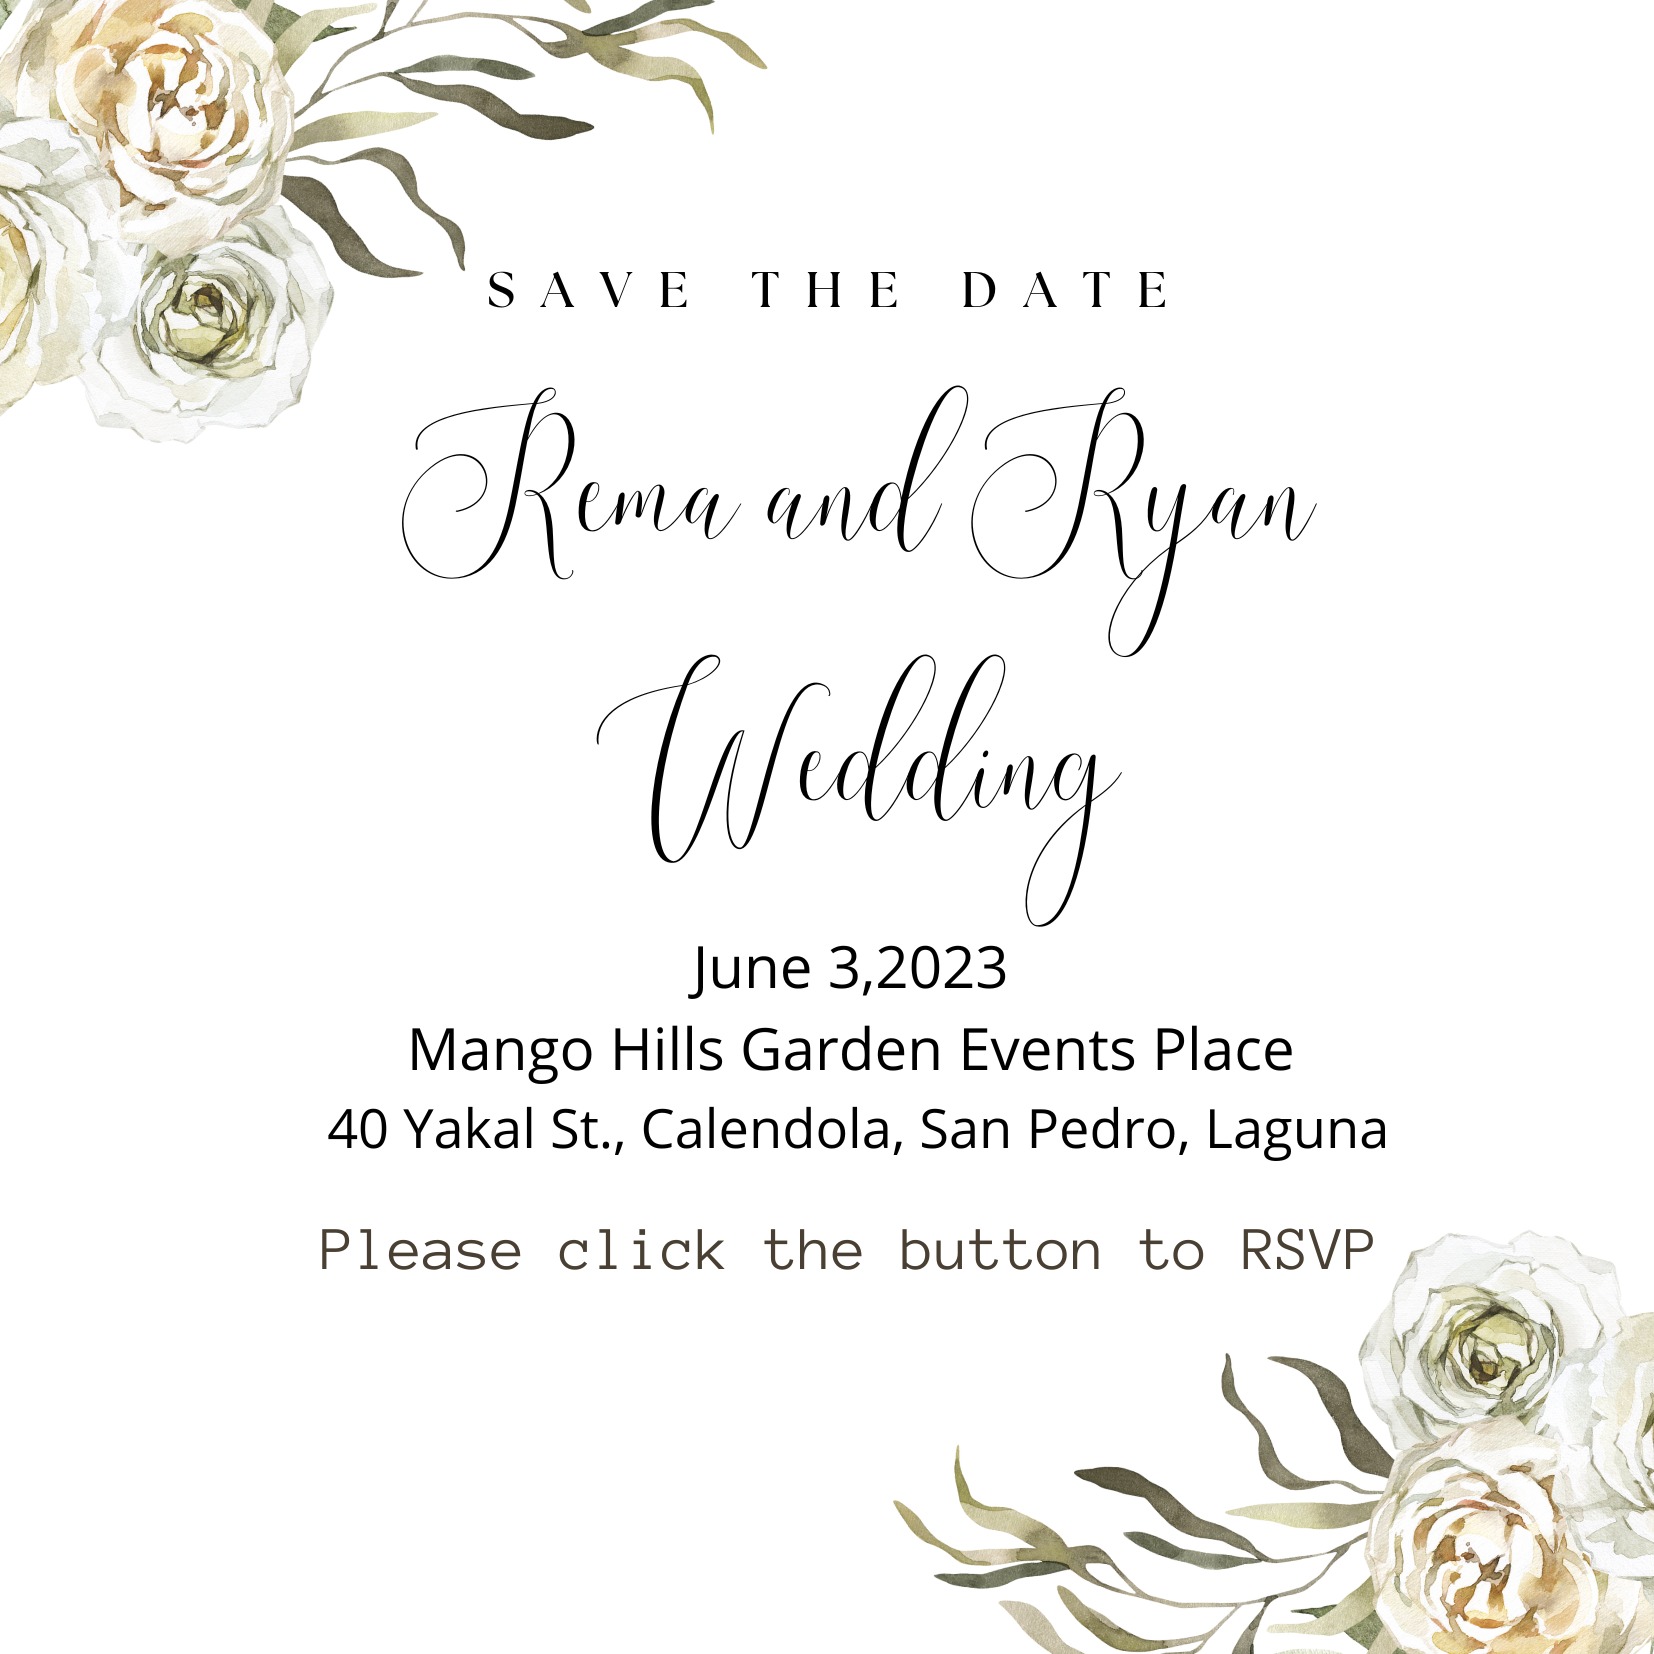 SAVE THE DATE
Rema and Ryan
Wedding
June 3,2023
Mango Hills Garden Events Place
40 Yakal St., Calendola, San Pedro, Laguna
Please click the button to RSVP